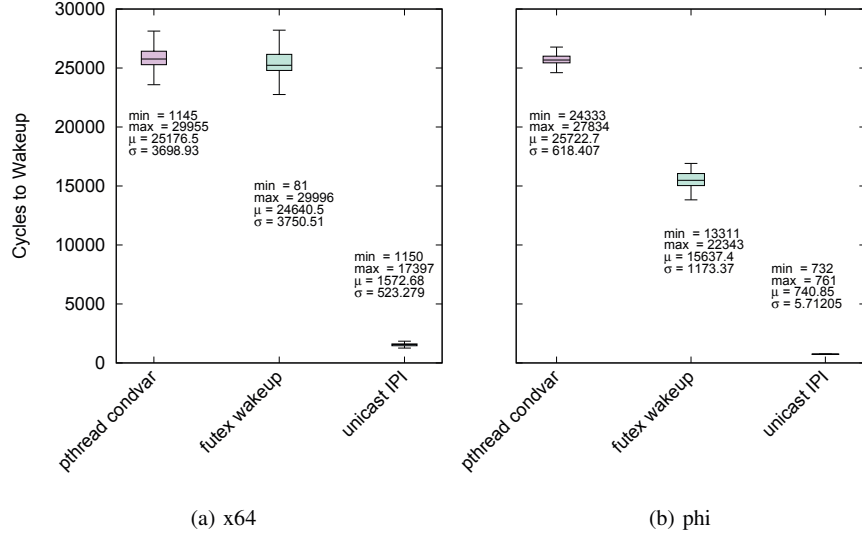 30000
25000
20000
15000
10000
5000
0
Cycles to Wakeup
min = 1145
max = 29955
μ = 25176.5
σ = 3698.93
min = 81
max = 29996
μ = 24640.5
σ = 3750.51
min = 1150
max = 17397
μ = 1572.68
σ = 523.279
pthread condvar
futex wakeup
unicast IPI
(a) x64
min = 24333
max = 27834
μ = 25722.7
σ = 618.407
min = 13311
max = 22343
μ = 15637.4
σ = 1173.37
min = 732
max = 761
μ = 740.85
σ = 5.71205
pthread condvar
futex wakeup
unicast IPI
(b) phi